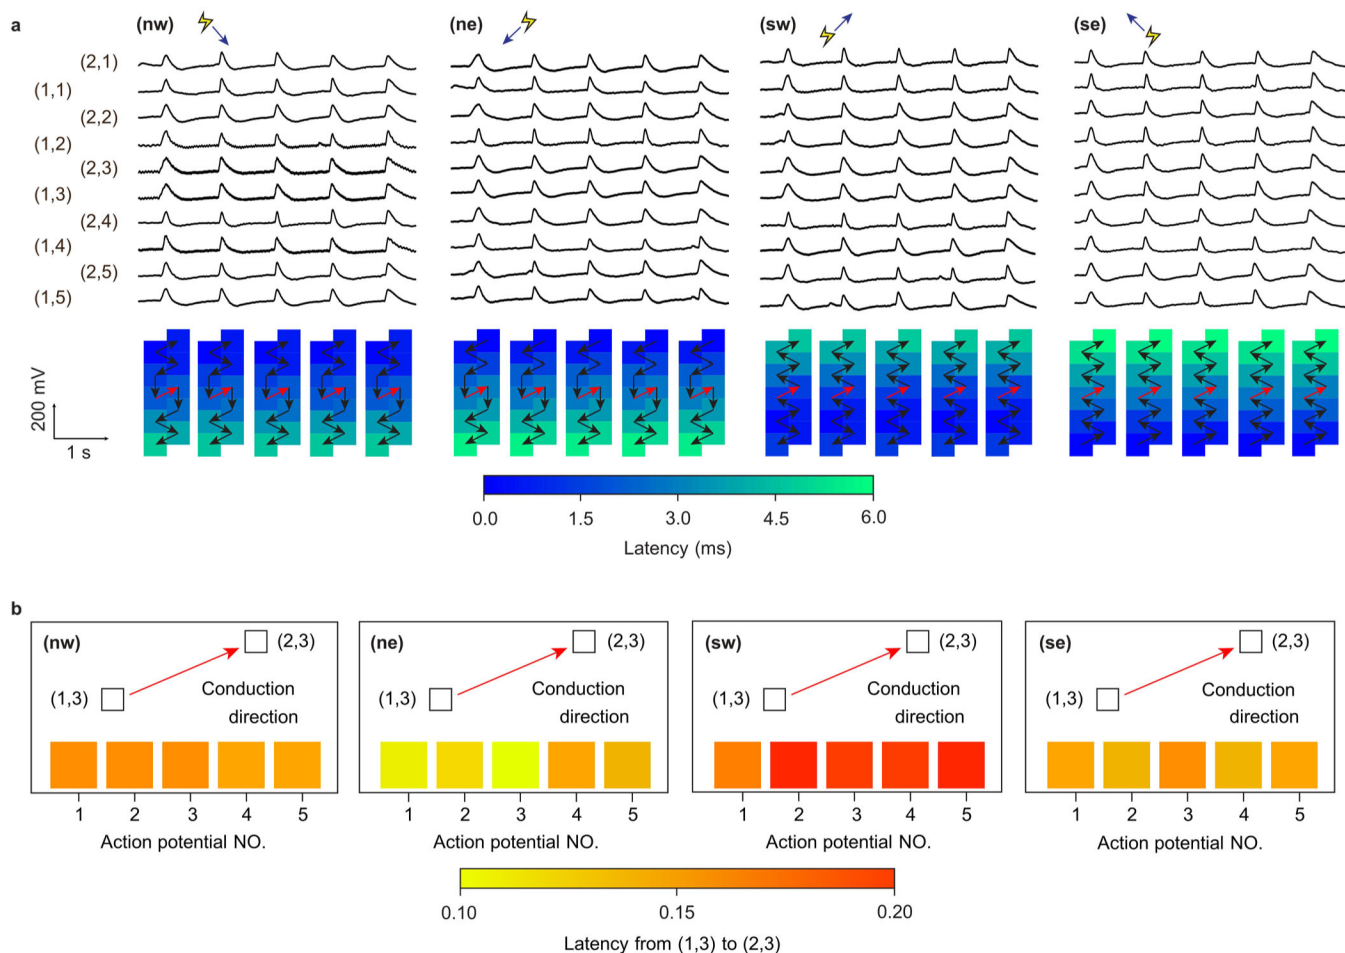 a
(nw) (ne) (sw) (se)
(2,1)
(1,1)
(2,2)
(1,2)
(2,3)
(1,3)
(2,4)
(1,4)
(2,5)
(1,5)
200 mV
1 s
0.0 1.5 3.0 4.5 6.0
Latency (ms)
b
(nw) (2,3) (ne) (2,3) (sw) (2,3) (se) (2,3)
(1,3) Conduction (1,3) Conduction (1,3) Conduction (1,3) Conduction
direction direction direction direction
1 2 3 4 5 1 2 3 4 5 1 2 3 4 5 1 2 3 4 5
Action potential NO. Action potential NO. Action potential NO. Action potential NO.
0.10 0.15 0.20
Latency from (1,3) to (2,3)